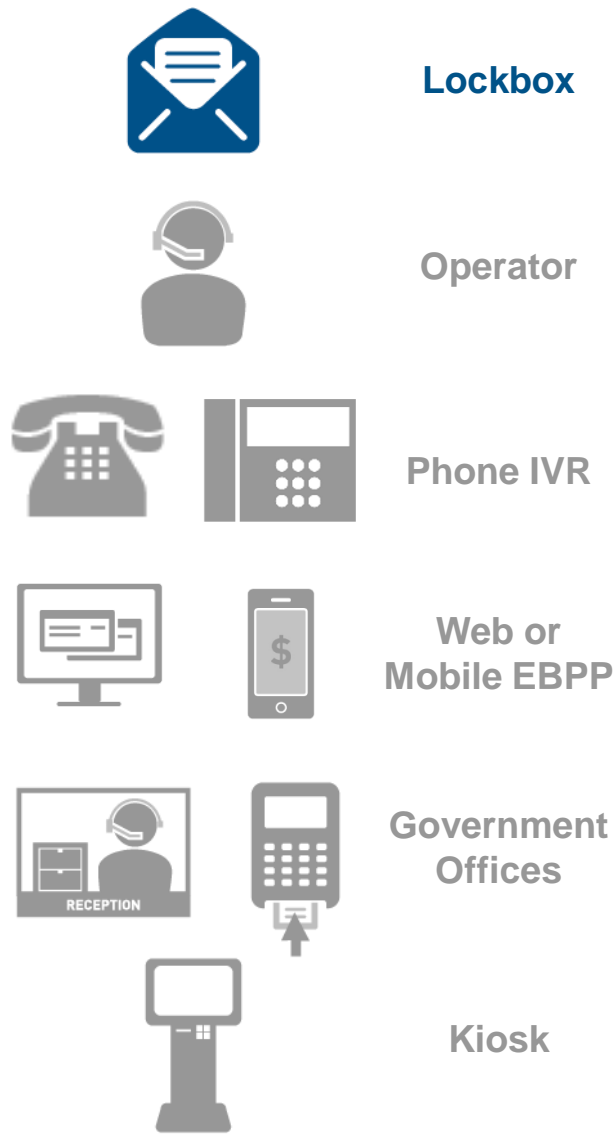 Lockbox
Operator
Phone IVR
$
Web or
Mobile EBPP
RECEPTION
Government
Offices
Kiosk